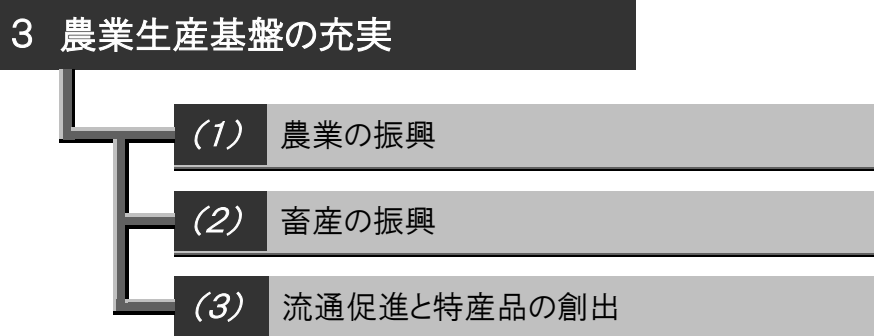 3 農業生産基盤の充実
(1) 農業の振興
(2) 畜産の振興
(3) 流通促進と特産品の創出